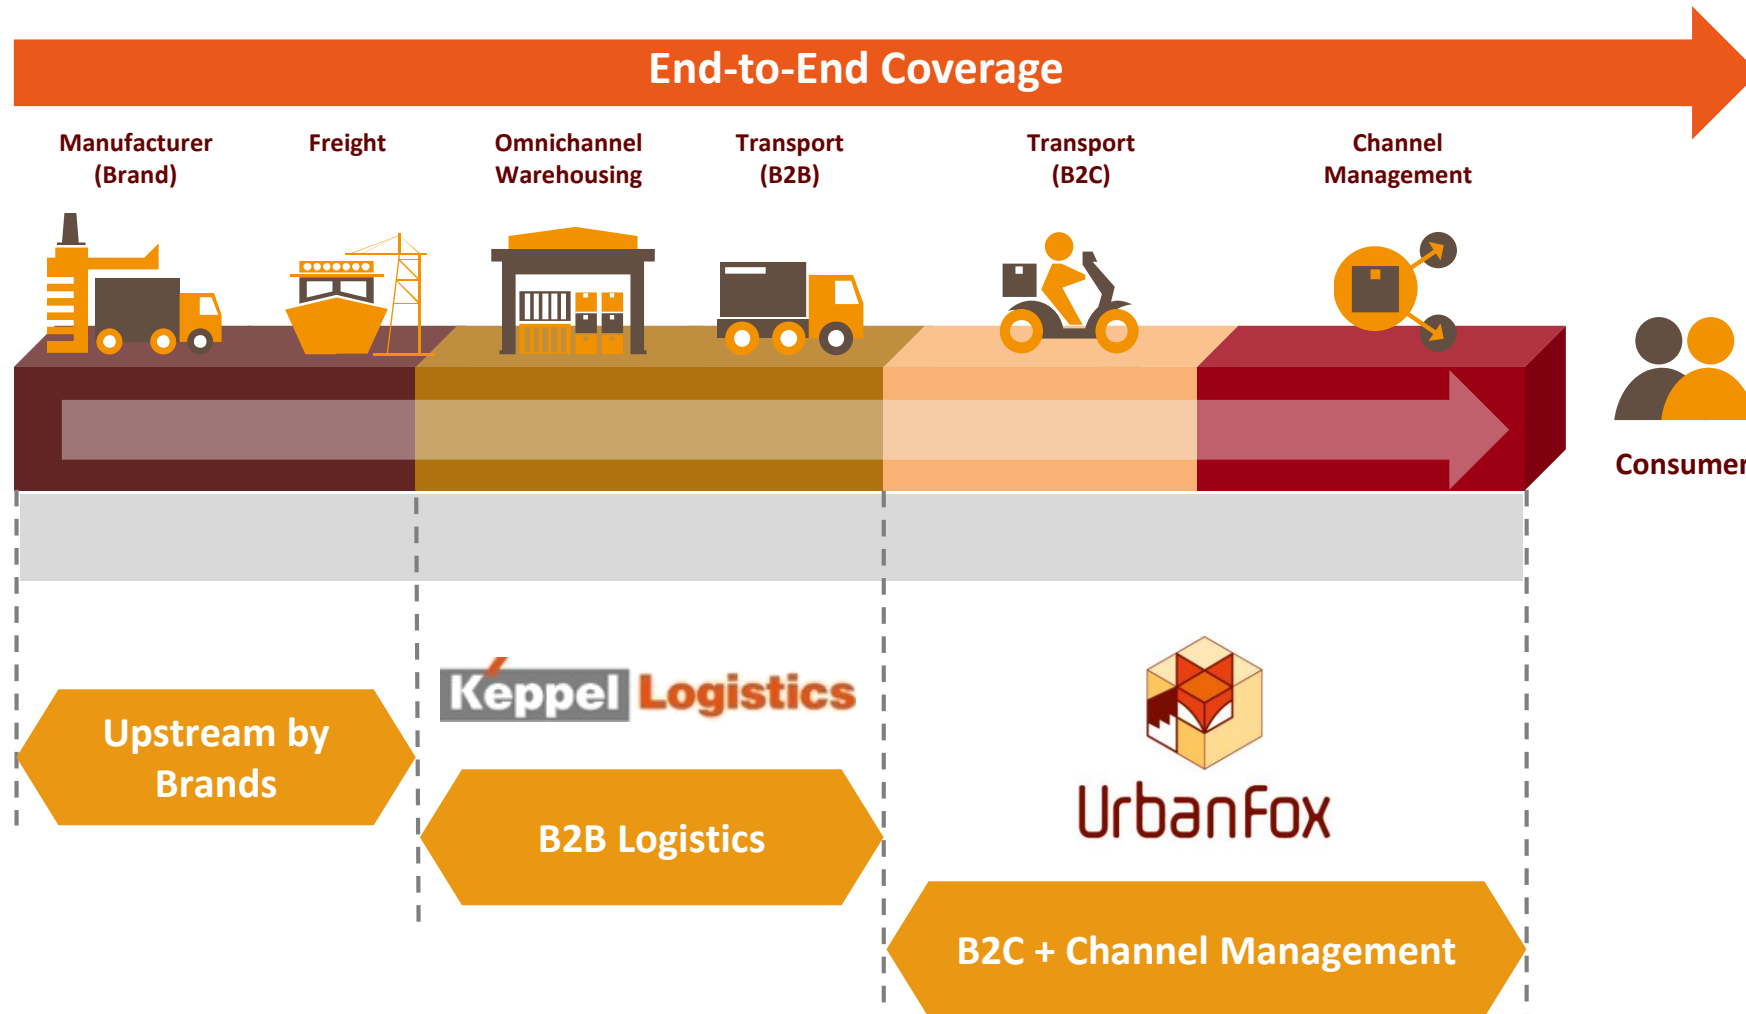 End-to-End Coverage
Manufacturer
(Brand)
Freight
Omnichannel
Warehousing
Transport
(B2B)
Transport
(B2C)
Channel
Management
Consumer
Keppel Logistics
UrbanFox
Upstream by
Brands
B2B Logistics
B2C + Channel Management